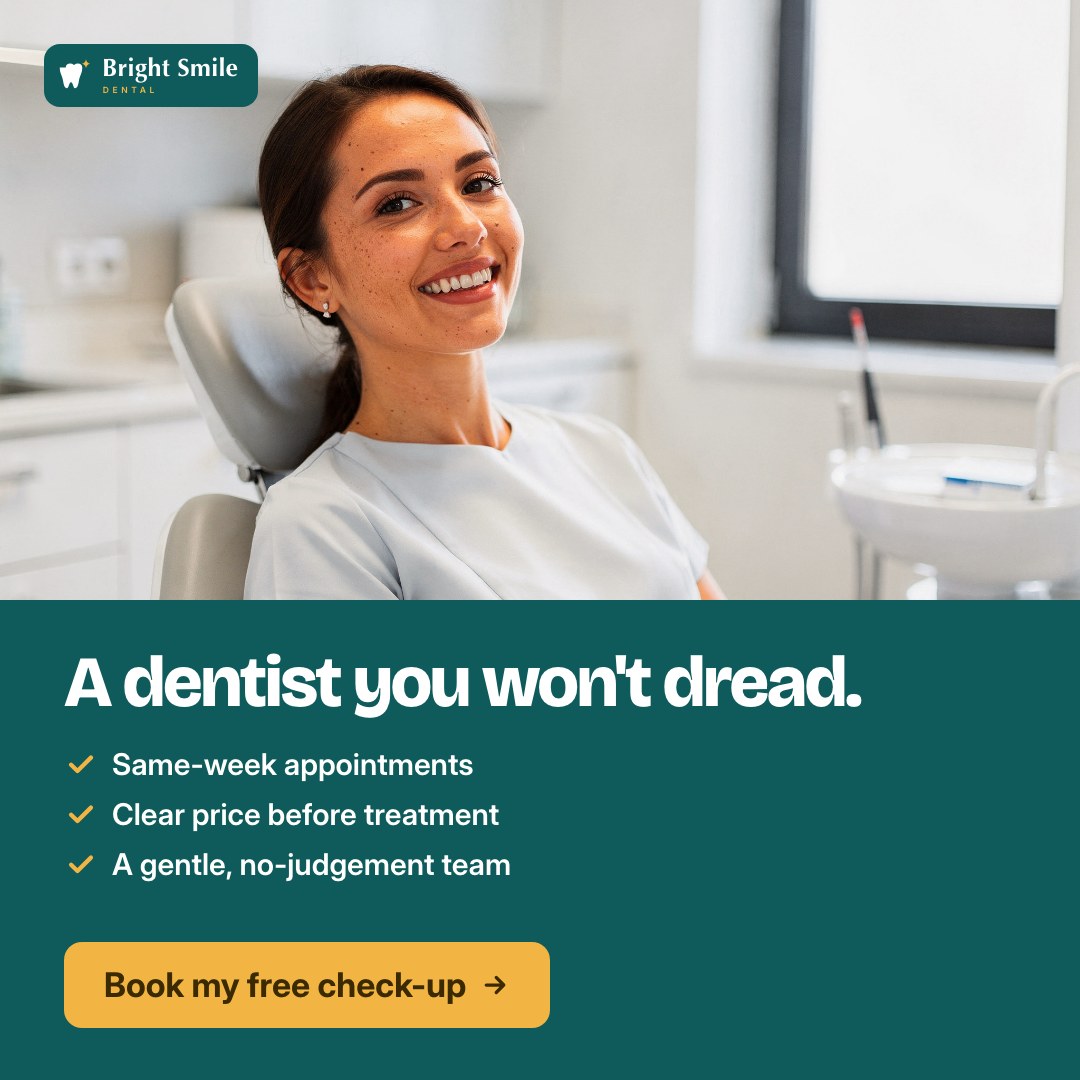 Bright Smile
DENTAL
A dentist you won't dread.
Same-week appointments
Clear price before treatment
A gentle, no-judgement team
Book my free check-up →